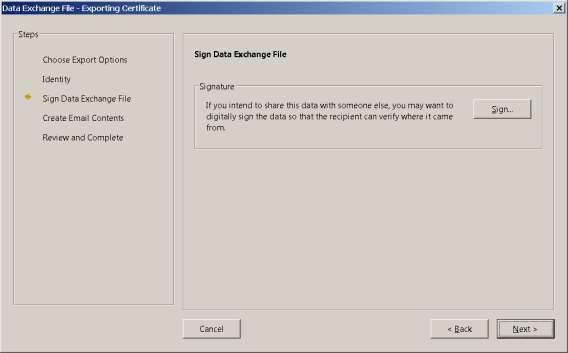 Data Exchange File - Exporting Certificate
Steps
Choose Export Options
Identity
Sign Data Exchange File
Create Email Contents
Review and Complete
Sign Data Exchange File
Signature
If you intend to share this data with someone else, you may want to
digitally sign the data so that the recipient can verify where it came
from.
Sign...
Cancel
< Back
Next >